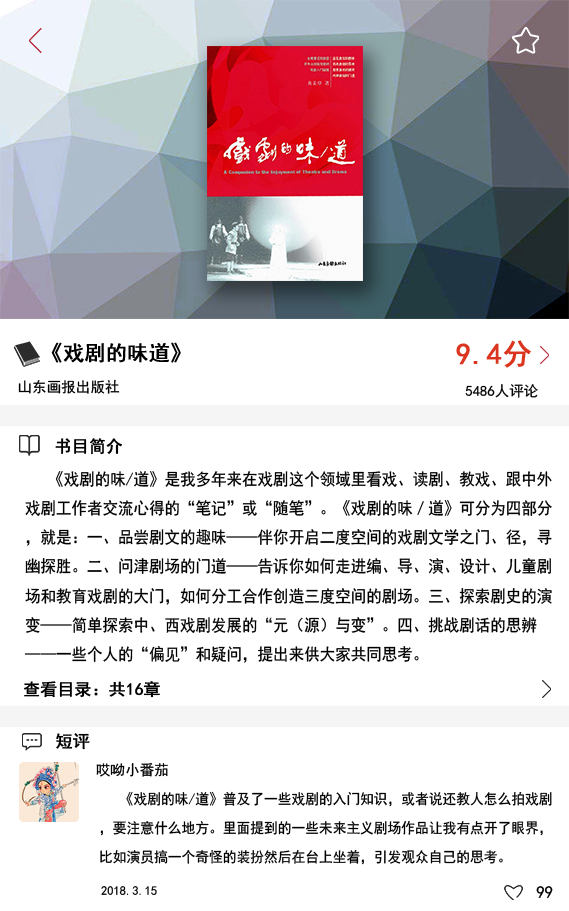 戏剧的味/道
A Companion to the Enjoyment of Theatre and Drama
山东画报出版社
《戏剧的味道》
9.4分
山东画报出版社
5486人评论
书目简介
《戏剧的味/道》是我多年来在戏剧这个领域里看戏、读剧、教戏、跟中外
戏剧工作者交流心得的“笔记”或“随笔”。《戏剧的味/道》可分为四部分
，就是：一、品尝剧文的趣味——伴你开启二度空间的戏剧文学之门、径，寻
幽探胜。二、问津剧场的门道——告诉你如何走进编、导、演、设计、儿童剧
场和教育戏剧的大门，如何分工合作创造三度空间的剧场。三、探索剧史的演
变——简单探索中、西戏剧发展的“元（源）与变”。四、挑战剧话的思辨
——一些个人的“偏见”和疑问，提出来供大家共同思考。
查看目录：共16章
短评
哎呦小番茄
《戏剧的味/道》普及了一些戏剧的入门知识，或者说还教人怎么拍戏剧
，要注意什么地方。里面提到的一些未来主义剧场作品让我有点开了眼界，
比如演员搞一个奇怪的装扮然后在台上坐着，引发观众自己的思考。
2018.3.15
99